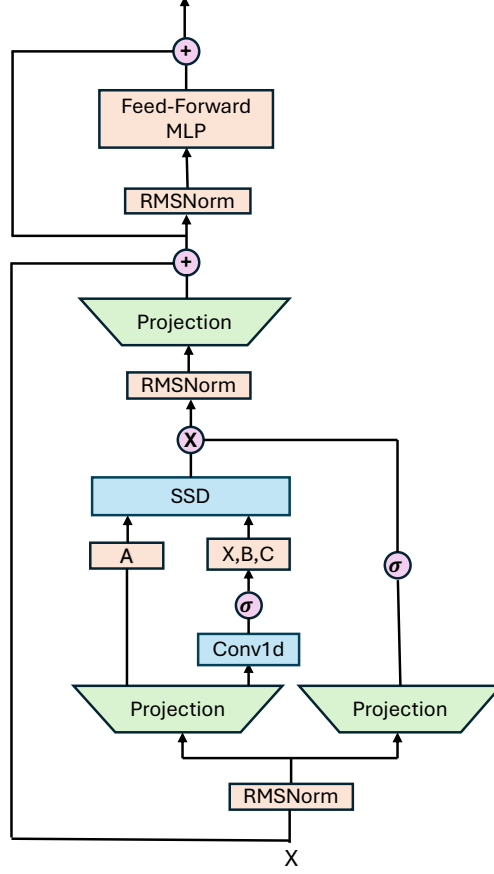 +
Feed-Forward
MLP
RMSNorm
+
Projection
RMSNorm
X
SSD
A
X,B,C
σ
σ
Conv1d
Projection
Projection
RMSNorm
X